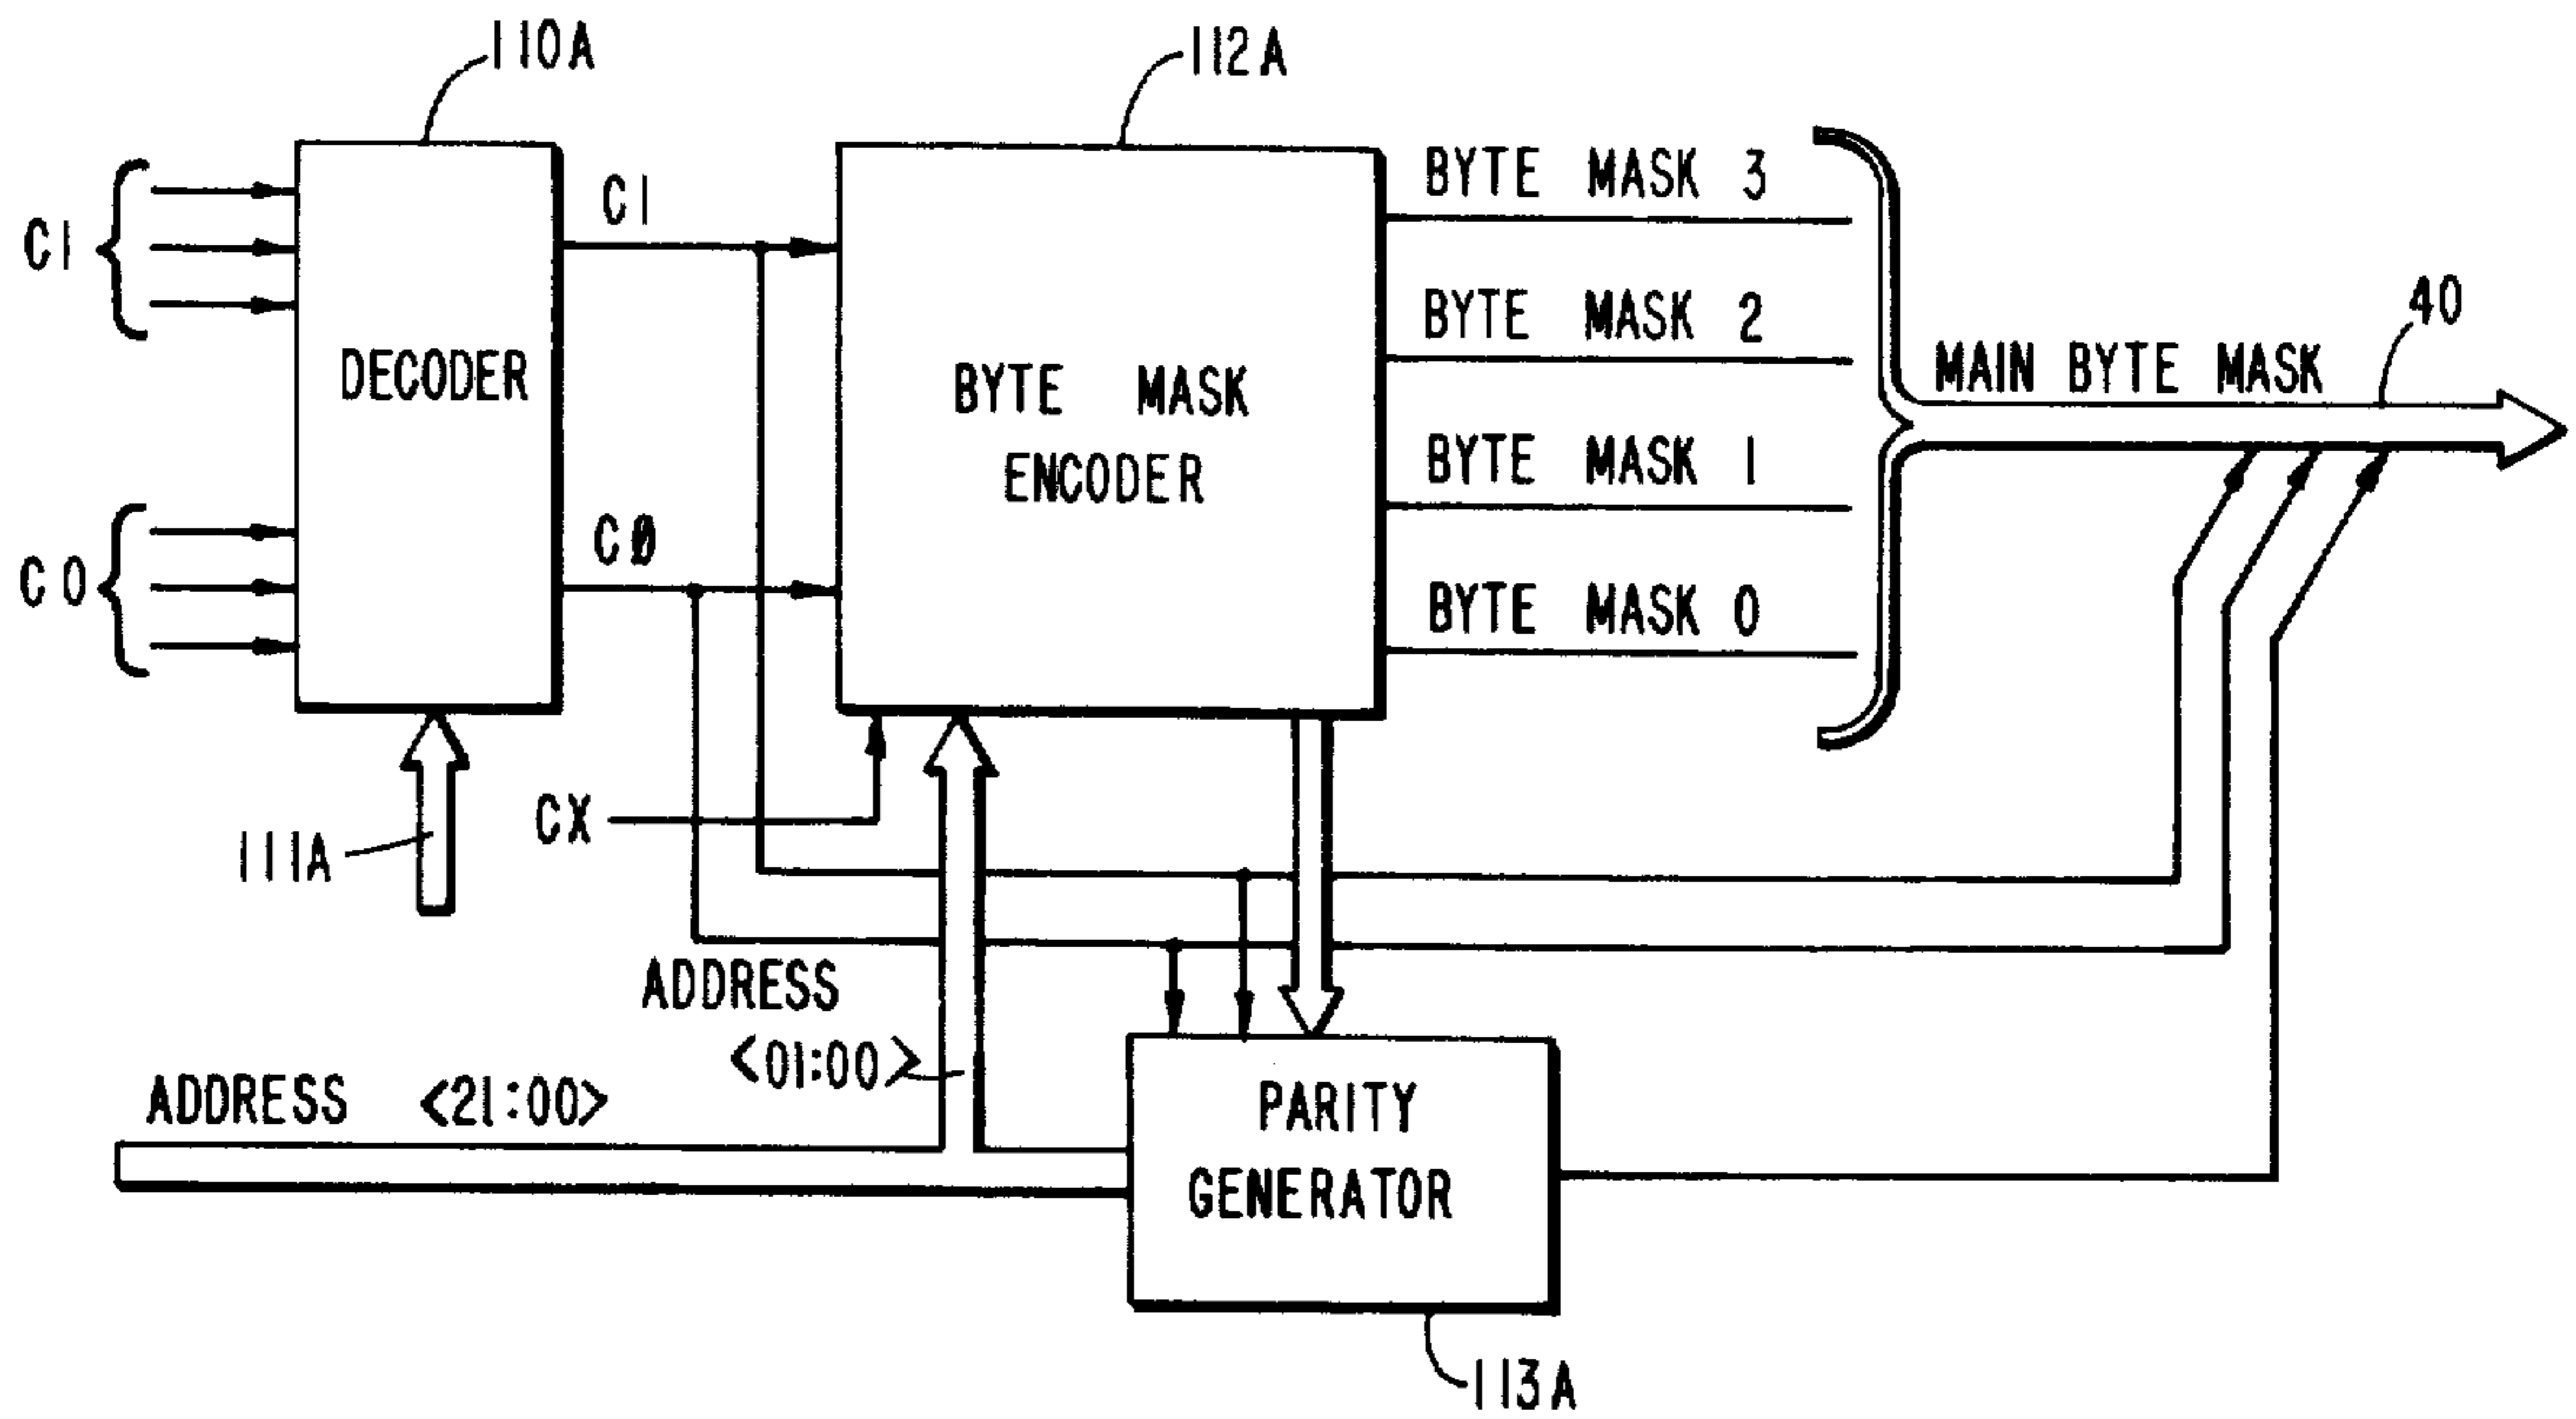 110A
112A
C1
C1
BYTE MASK 3
BYTE MASK 2
40
DECODER
BYTE MASK
ENCODER
MAIN BYTE MASK
BYTE MASK 1
C0
CØ
BYTE MASK 0
CX
111A
ADDRESS
<01:00>
ADDRESS <21:00>
PARITY
GENERATOR
113A